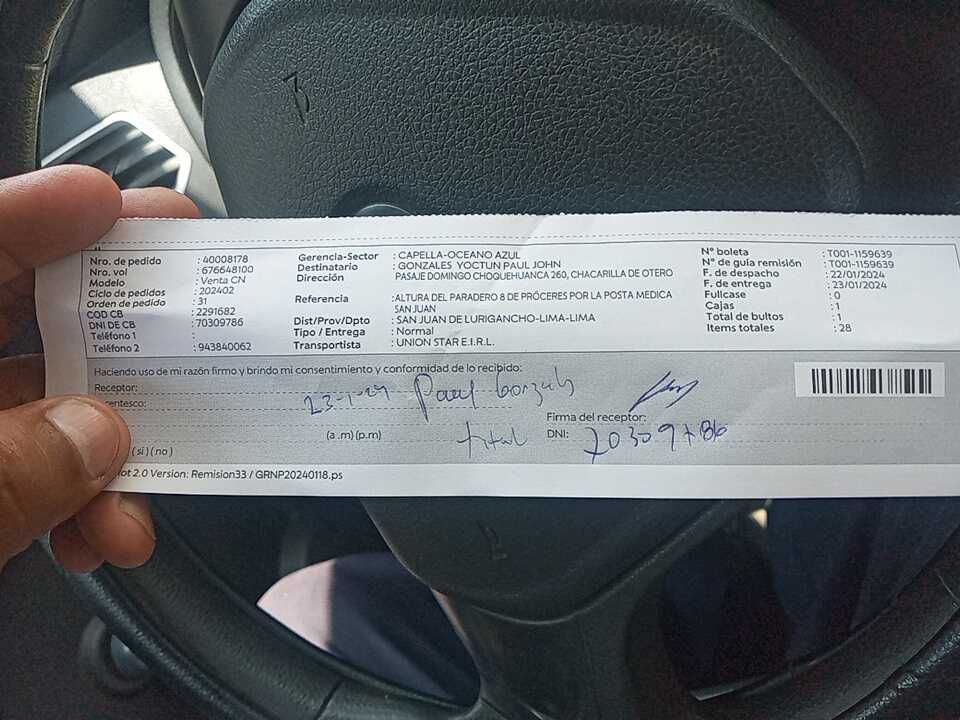 Nro. de pedido : 40008178
Nro. vol : 676648100
Modelo : Venta CN
Ciclo de pedidos : 202402
Orden de pedido : 31
COD CB : 2291682
DNI DE CB : 70309786
Teléfono 1 :
Teléfono 2 : 943840062
Gerencia-Sector : CAPELLA-OCEANO AZUL
Destinatario : GONZALES YOCTUN PAUL JOHN
Dirección PASAJE DOMINGO CHOQUEHUANCA 260, CHACARILLA DE OTERO
Referencia :ALTURA DEL PARADERO 8 DE PRÓCERES POR LA POSTA MEDICA
SAN JUAN
Dist/Prov/Dpto : SAN JUAN DE LURIGANCHO-LIMA-LIMA
Tipo / Entrega : Normal
Transportista : UNION STAR E.I.R.L.
N° boleta : T001-1159639
N° de guía remisión : T001-1159639
F. de despacho : 22/01/2024
F. de entrega : 23/01/2024
Fullcase : 0
Cajas : 1
Total de bultos : 1
Items totales : 28
Haciendo uso de mi razón firmo y brindo mi consentimiento y conformidad de lo recibido:
Receptor:
entesco:
23-1-24 Paul Gonzales
(a .m) (p.m)
titul
Firma del receptor:
DNI: 70309786
( si ) ( no )
ot 2.0 Version: Remision33 / GRNP20240118.ps